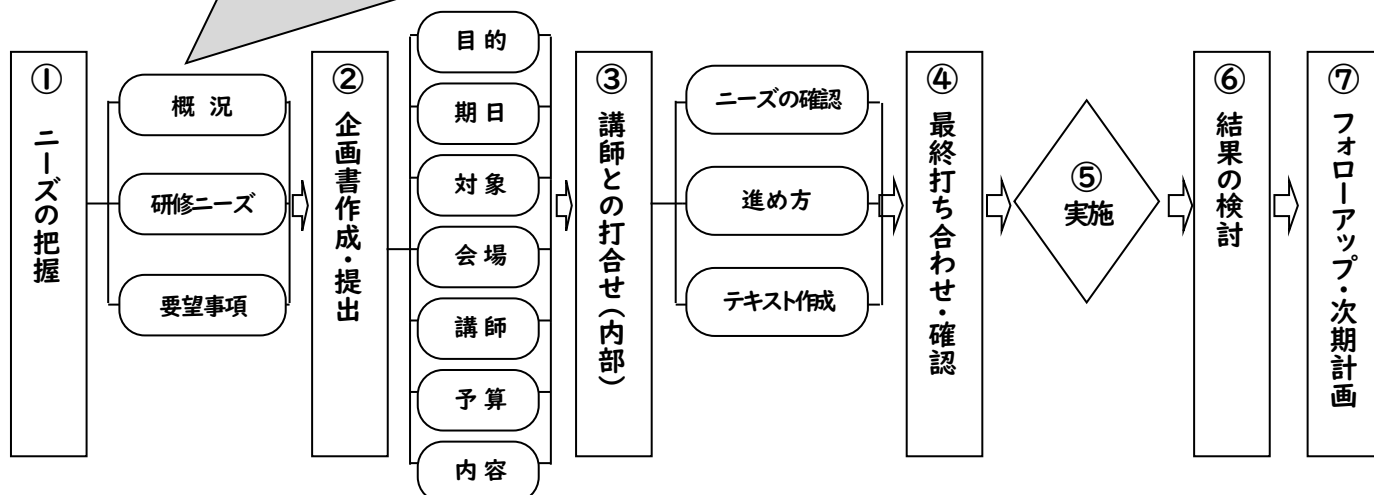 ① ニーズの把握
概 況
研修ニーズ
要望事項
② 企画書作成・提出
目 的
期 日
対 象
会 場
講 師
予 算
内 容
③ 講師との打合せ（内部）
ニーズの確認
進め方
テキスト作成
④ 最終打ち合わせ・確認
⑤
実施
⑥ 結果の検討
⑦ フォローアップ・次期計画